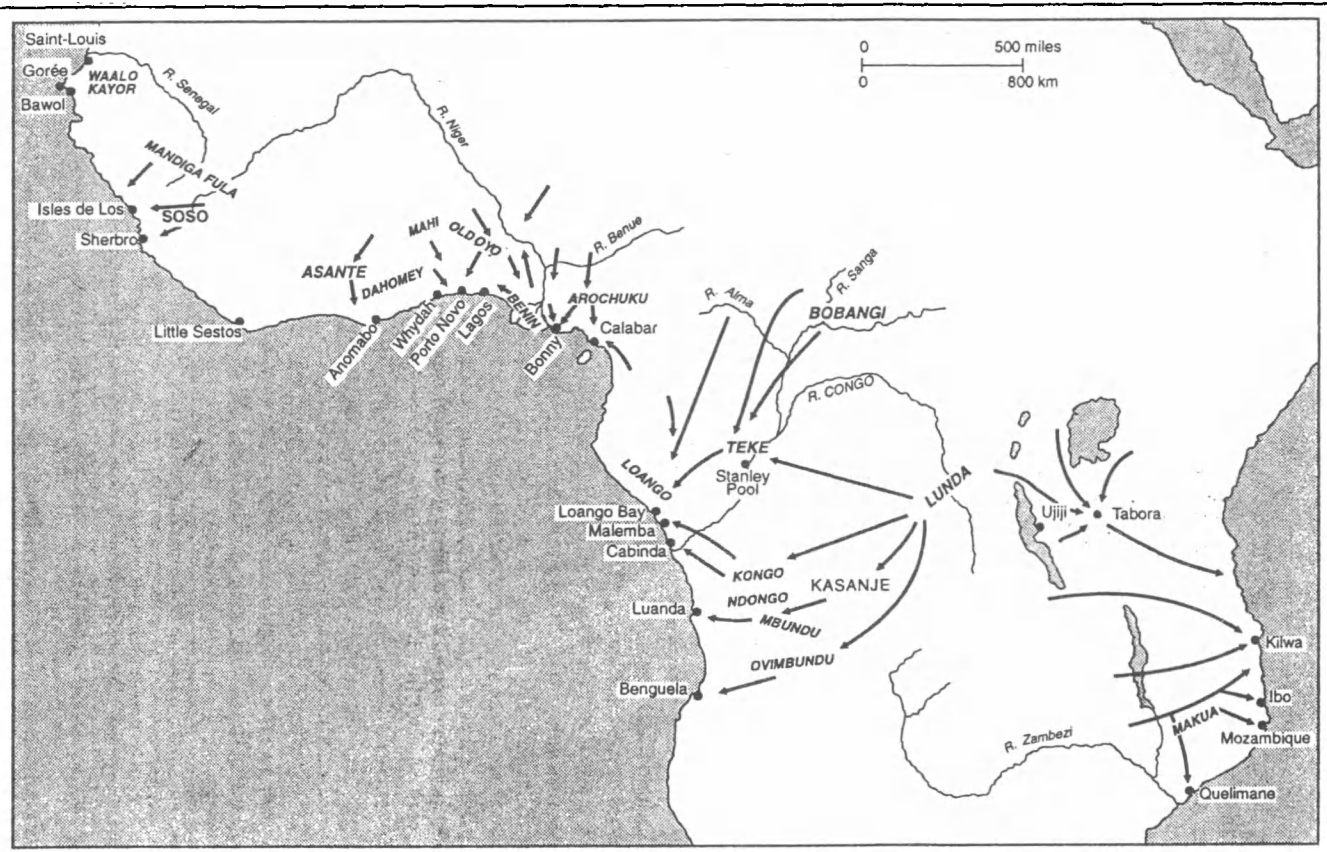 Saint-Louis
0 500 miles
0 800 km
Gorée
WAALO
KAYOR
Bawol
R. Senegal
R. Niger
MANDIGA FULA
Isles de Los
SOSO
Sherbro
MAHI
OLD OYO
R. Benue
ASANTE
DAHOMEY
BENIN
AROCHUKU
R. Sanga
R. Alma
BOBANGI
Little Sestos
Anomabo
Whydah
Porto Novo
Lagos
Bonny
Calabar
R. CONGO
TEKE
Stanley
Pool
LOANGO
LUNDA
Loango Bay
Malemba
Cabinda
Ujiji
Tabora
KONGO
KASANJE
NDONGO
Luanda
MBUNDU
Kilwa
OVIMBUNDU
Benguela
Ibo
MAKUA
Mozambique
R. Zambezi
Quelimane